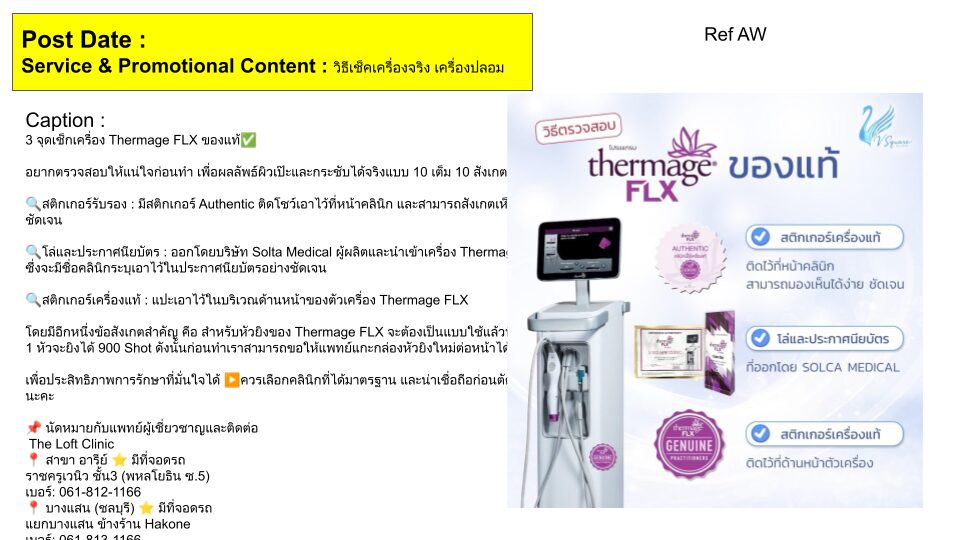 Post Date :
Service & Promotional Content : วิธีเช็คเครื่องจริง เครื่องปลอม
Ref AW
Caption :
3 จุดเช็กเครื่อง Thermage FLX ของแท้✅
อยากตรวจสอบให้แน่ใจก่อนทำ เพื่อผลลัพธ์ผิวเป๊ะและกระชับได้จริงแบบ 10 เต็ม 10 สังเกต
🔍สติกเกอร์รับรอง : มีสติกเกอร์ Authentic ติดโชว์เอาไว้ที่หน้าคลินิก และสามารถสังเกตเห็
ชัดเจน
🔍โล่และประกาศนียบัตร : ออกโดยบริษัท Solta Medical ผู้ผลิตและนำเข้าเครื่อง Therma
ซึ่งจะมีชื่อคลินิกระบุเอาไว้ในประกาศนียบัตรอย่างชัดเจน
🔍สติกเกอร์เครื่องแท้ : แปะเอาไว้ในบริเวณด้านหน้าของตัวเครื่อง Thermage FLX
โดยมีอีกหนึ่งข้อสังเกตสำคัญ คือ สำหรับหัวยิงของ Thermage FLX จะต้องเป็นแบบใช้แล้ว
1 หัวจะยิงได้ 900 Shot ดังนั้นก่อนทำเราสามารถขอให้แพทย์แกะกล่องหัวยิงใหม่ต่อหน้าได้
เพื่อประสิทธิภาพการรักษาที่มั่นใจได้ ▶️ควรเลือกคลินิกที่ได้มาตรฐาน และน่าเชื่อถือก่อนตั
นะคะ
📌 นัดหมายกับแพทย์ผู้เชี่ยวชาญและติดต่อ
The Loft Clinic
📍 สาขา อารีย์ ⭐ มีที่จอดรถ
ราชครูเวนิว ชั้น3 (พหลโยธิน ซ.5)
เบอร์: 061-812-1166
📍 บางแสน (ชลบุรี) ⭐ มีที่จอดรถ
แยกบางแสน ข้างร้าน Hakone
เบอร์: 061-813-1166
วิธีตรวจสอบ
โปรแกรม
thermage®
FLX
ของแท้
V Square
thermage
FLX
AUTHENTIC
สติกเกอร์เครื่องแท้
ติดไว้ที่หน้าคลินิก
สามารถมองเห็นได้ง่าย ชัดเจน
โล่และประกาศนียบัตร
ที่ออกโดย SOLCA MEDICAL
thermage
FLX
GENUINE
PRACTITIONERS
สติกเกอร์เครื่องแท้
ติดไว้ที่ด้านหน้าตัวเครื่อง
GENUINE